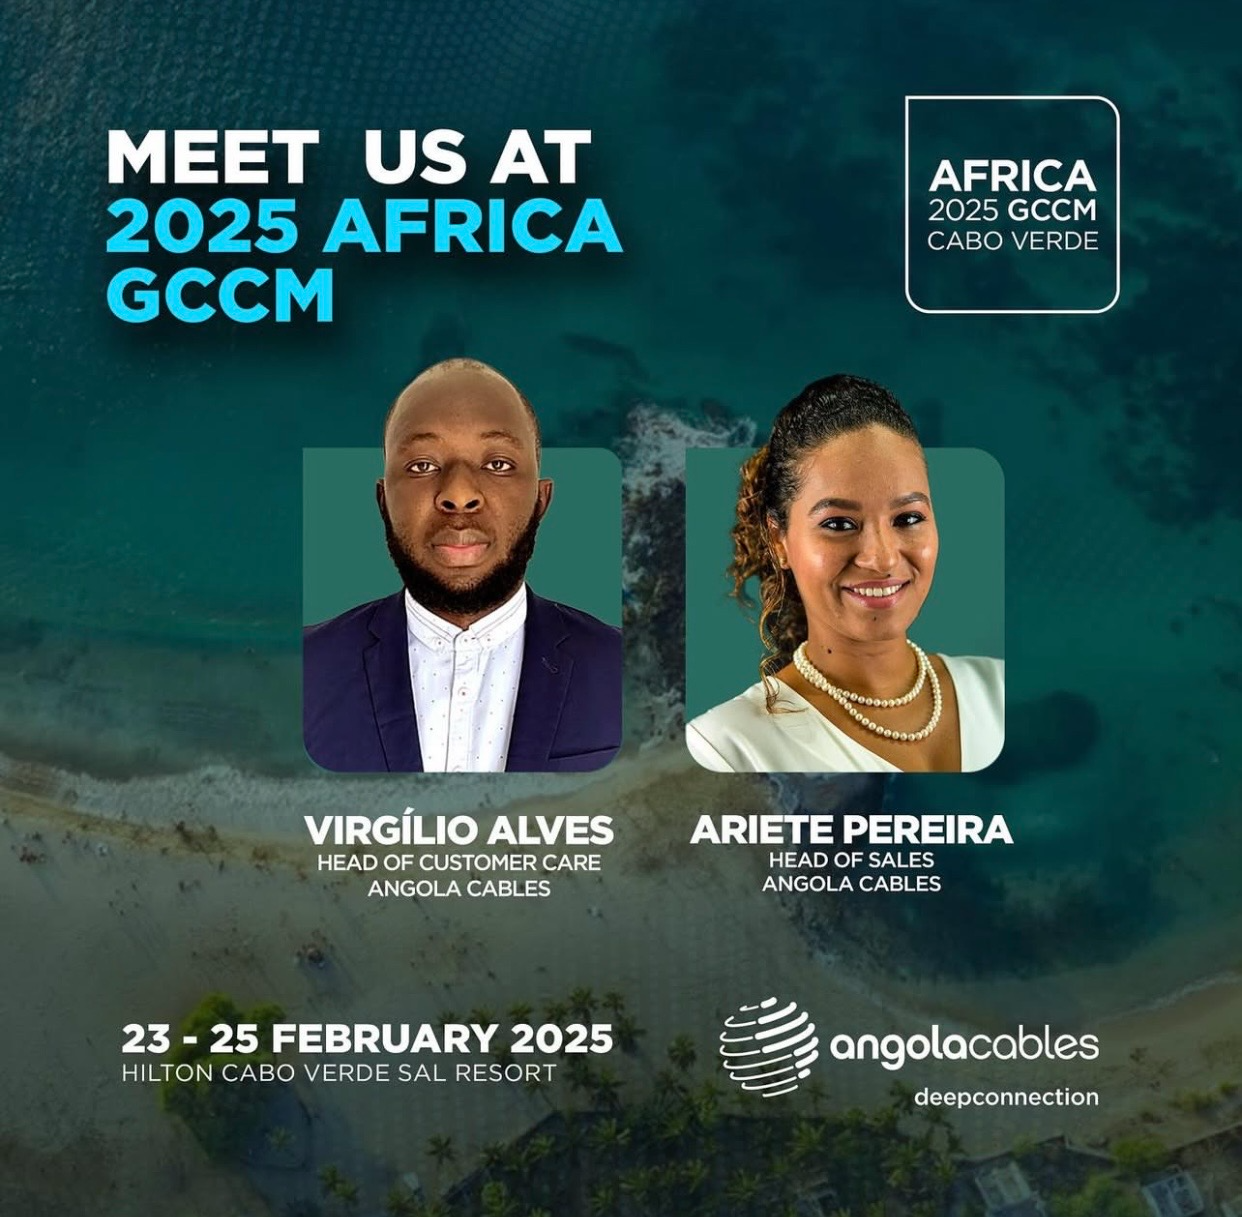 MEET US AT
2025 AFRICA
GCCM
AFRICA
2025 GCCM
CABO VERDE
VIRGÍLIO ALVES
HEAD OF CUSTOMER CARE
ANGOLA CABLES
ARIETE PEREIRA
HEAD OF SALES
ANGOLA CABLES
23 - 25 FEBRUARY 2025
HILTON CABO VERDE SAL RESORT
angolacables
deepconnection